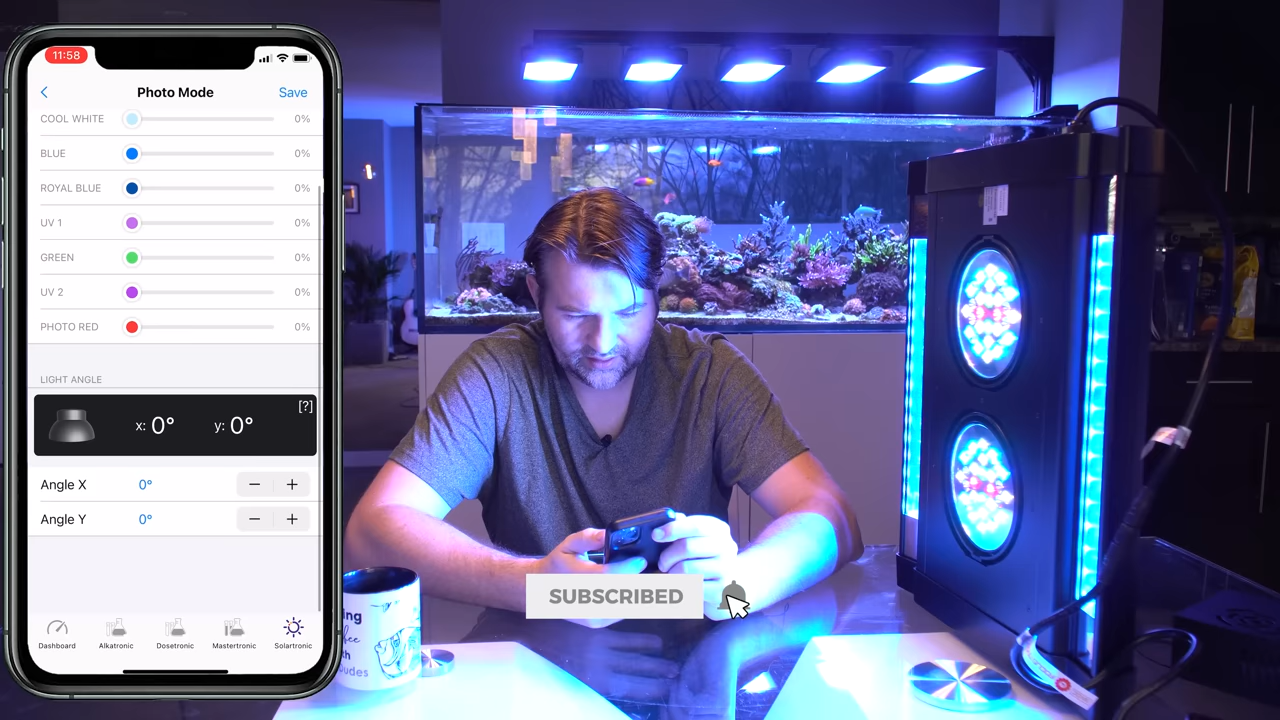 11:58
Photo Mode
Save
COOL WHITE 0%
BLUE 0%
ROYAL BLUE 0%
UV 1 0%
GREEN 0%
UV 2 0%
PHOTO RED 0%
LIGHT ANGLE
[?]
x: 0° y: 0°
Angle X 0° − +
Angle Y 0° − +
Dashboard Alkatronic Dosetronic Mastertronic Solartronic
SUBSCRIBED